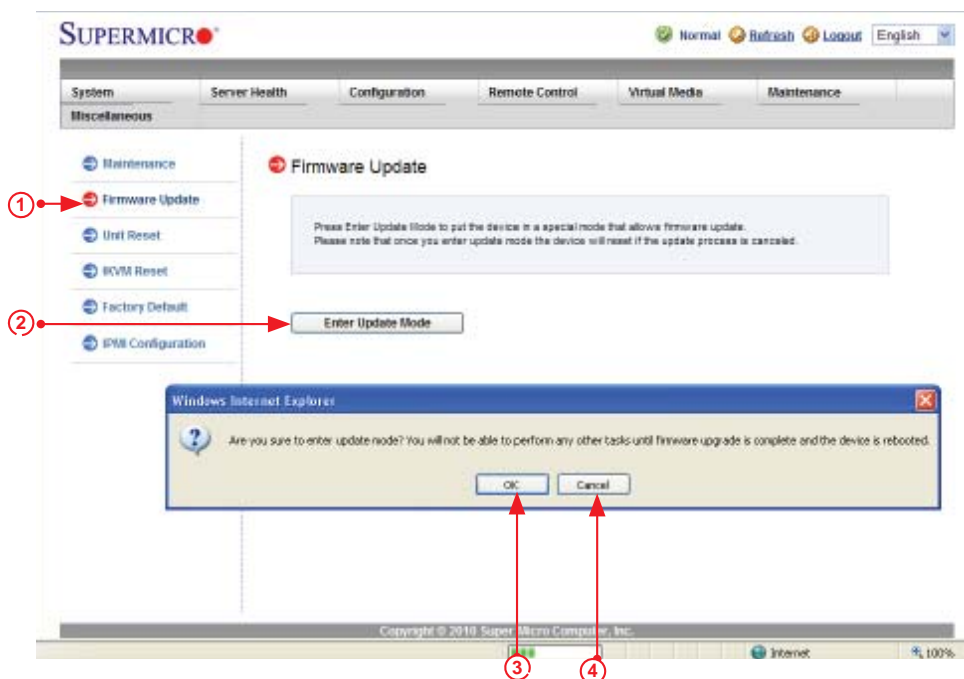 SUPERMICRO
Normal Refresh Logout English
System Server Health Configuration Remote Control Virtual Media Maintenance
Miscellaneous
Maintenance
Firmware Update
Unit Reset
IKVM Reset
Factory Default
IPMI Configuration
Firmware Update
Press Enter Update Mode to put the device in a special mode that allows firmware update.
Please note that once you enter update mode the device will reset if the update process is canceled.
Enter Update Mode
1
2
Windows Internet Explorer
Are you sure to enter update mode? You will not be able to perform any other tasks until firmware upgrade is complete and the device is rebooted.
OK Cancel
Copyright © 2010 Super Micro Computer, Inc.
3 4
Internet 100%